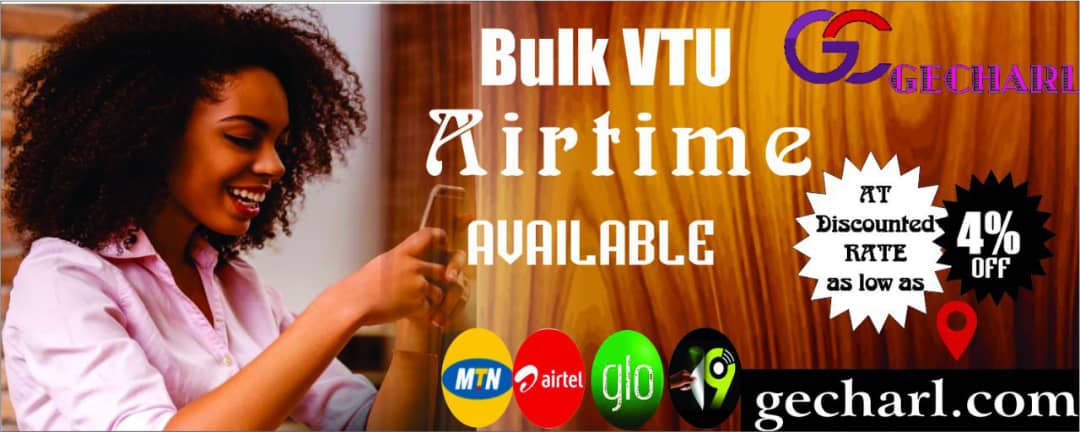 Bulk VTU
Airtime
AVAILABLE
GC
GECHARL
AT
Discounted
RATE
as low as
4%
OFF
MTN
airtel
glo
9
gecharl.com